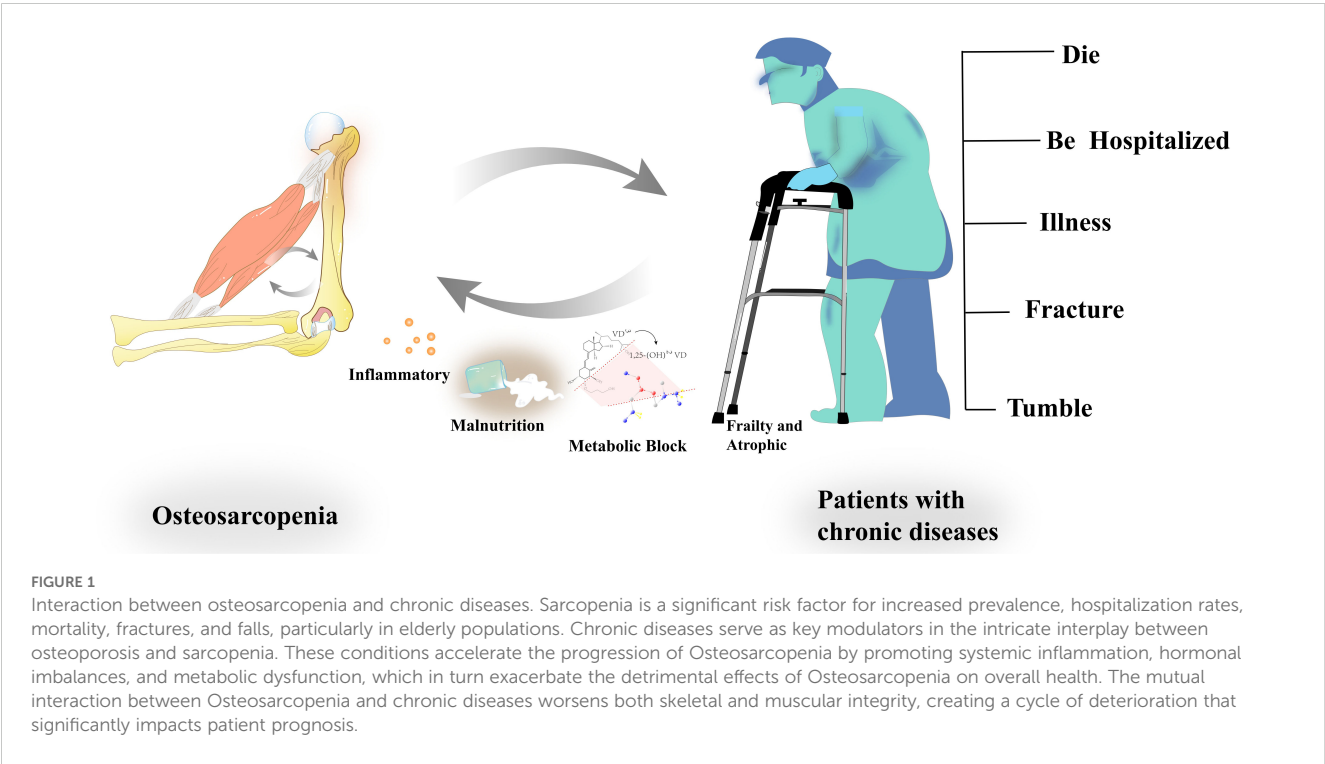 Die
Be Hospitalized
Illness
Fracture
Tumble
VD
1,25-(OH) VD
Inflammatory
Malnutrition
Metabolic Block
Frailty and
Atrophic
Osteosarcopenia
Patients with
chronic diseases
FIGURE 1
Interaction between osteosarcopenia and chronic diseases. Sarcopenia is a significant risk factor for increased prevalence, hospitalization rates,
mortality, fractures, and falls, particularly in elderly populations. Chronic diseases serve as key modulators in the intricate interplay between
osteoporosis and sarcopenia. These conditions accelerate the progression of Osteosarcopenia by promoting systemic inflammation, hormonal
imbalances, and metabolic dysfunction, which in turn exacerbate the detrimental effects of Osteosarcopenia on overall health. The mutual
interaction between Osteosarcopenia and chronic diseases worsens both skeletal and muscular integrity, creating a cycle of deterioration that
significantly impacts patient prognosis.